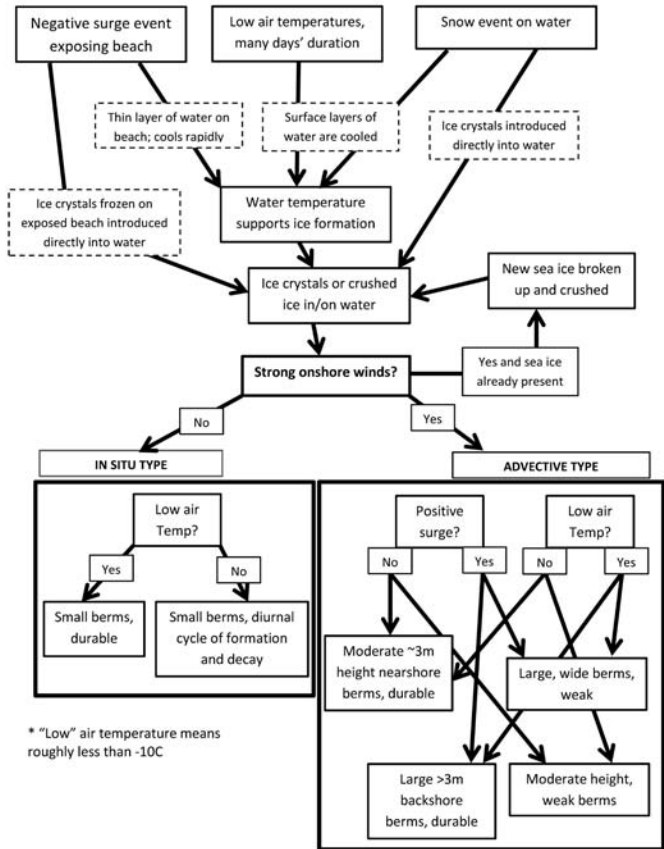 Negative surge event
exposing beach
Low air temperatures,
many days' duration
Snow event on water
Thin layer of water on
beach; cools rapidly
Surface layers of
water are cooled
Ice crystals introduced
directly into water
Ice crystals frozen on
exposed beach introduced
directly into water
Water temperature
supports ice formation
Ice crystals or crushed
ice in/on water
New sea ice broken
up and crushed
Strong onshore winds?
Yes and sea ice
already present
No
Yes
IN SITU TYPE
ADVECTIVE TYPE
Low air
Temp?
Yes
No
Small berms,
durable
Small berms, diurnal
cycle of formation
and decay
Positive
surge?
Low air
Temp?
No
Yes
No
Yes
Moderate ~3m
height nearshore
berms, durable
Large, wide berms,
weak
Large >3m
backshore
berms, durable
Moderate height,
weak berms
* "Low" air temperature means
roughly less than -10C